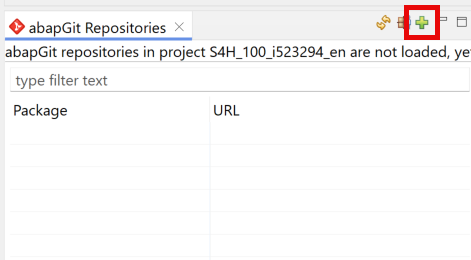 abapGit Repositories
abapGit repositories in project S4H_100_i523294_en are not loaded, ye
type filter text
Package URL